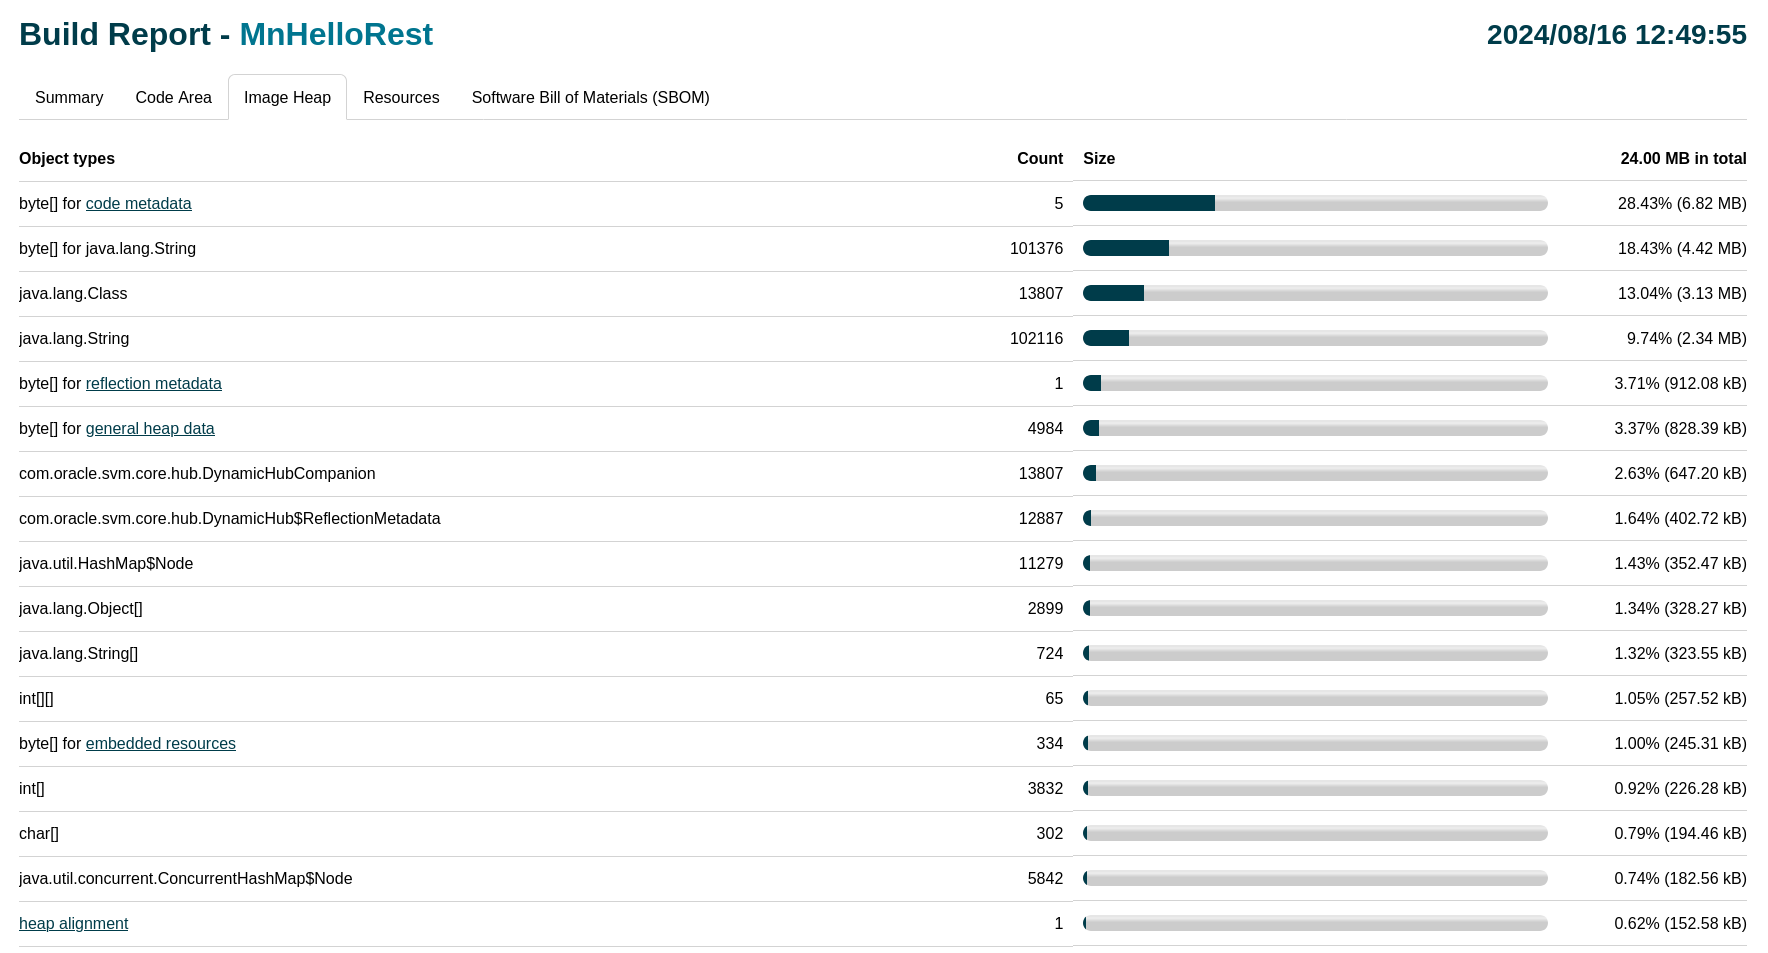 Build Report - MnHelloRest 2024/08/16 12:49:55
Summary Code Area Image Heap Resources Software Bill of Materials (SBOM)
Object types Count Size 24.00 MB in total
byte[] for code metadata 5 28.43% (6.82 MB)
byte[] for java.lang.String 101376 18.43% (4.42 MB)
java.lang.Class 13807 13.04% (3.13 MB)
java.lang.String 102116 9.74% (2.34 MB)
byte[] for reflection metadata 1 3.71% (912.08 kB)
byte[] for general heap data 4984 3.37% (828.39 kB)
com.oracle.svm.core.hub.DynamicHubCompanion 13807 2.63% (647.20 kB)
com.oracle.svm.core.hub.DynamicHub$ReflectionMetadata 12887 1.64% (402.72 kB)
java.util.HashMap$Node 11279 1.43% (352.47 kB)
java.lang.Object[] 2899 1.34% (328.27 kB)
java.lang.String[] 724 1.32% (323.55 kB)
int[][] 65 1.05% (257.52 kB)
byte[] for embedded resources 334 1.00% (245.31 kB)
int[] 3832 0.92% (226.28 kB)
char[] 302 0.79% (194.46 kB)
java.util.concurrent.ConcurrentHashMap$Node 5842 0.74% (182.56 kB)
heap alignment 1 0.62% (152.58 kB)